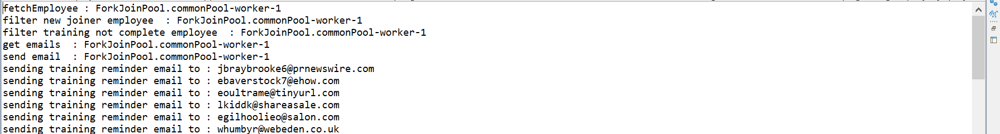 fetchEmployee : ForkJoinPool.commonPool-worker-1
filter new joiner employee  : ForkJoinPool.commonPool-worker-1
filter training not complete employee  : ForkJoinPool.commonPool-worker-1
get emails  : ForkJoinPool.commonPool-worker-1
send email  : ForkJoinPool.commonPool-worker-1
sending training reminder email to : jbraybrooke6@prnewswire.com
sending training reminder email to : ebaverstock7@ehow.com
sending training reminder email to : eoultrame@tinyurl.com
sending training reminder email to : lkiddk@shareasale.com
sending training reminder email to : egilhoolieo@salon.com
sending training reminder email to : whumbyr@webeden.co.uk